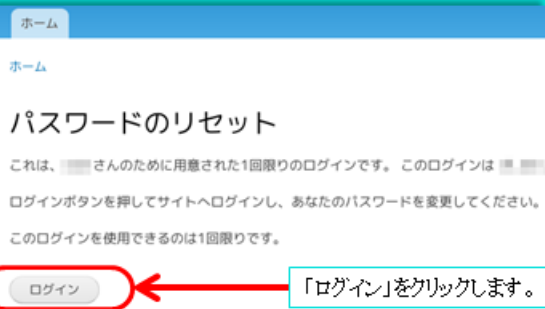 ホーム
ホーム
パスワードのリセット
これは、 さんのために用意された1回限りのログインです。 このログインは
ログインボタンを押してサイトへログインし、あなたのパスワードを変更してください。
このログインを使用できるのは1回限りです。
ログイン
「ログイン」をクリックします。